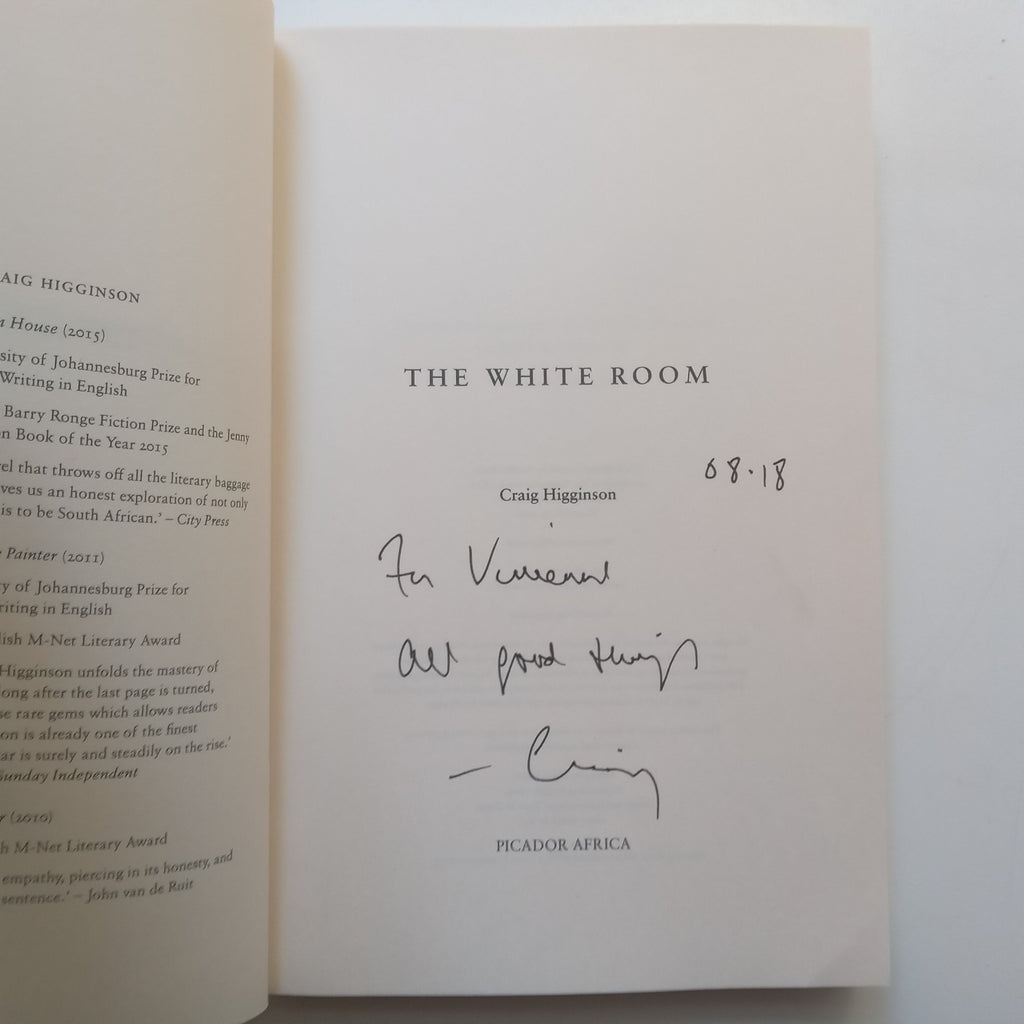 AIG HIGGINSON
House (2015)
sity of Johannesburg Prize for
Writing in English
Barry Ronge Fiction Prize and the Jenny
n Book of the Year 2015
el that throws off all the literary baggage
ves us an honest exploration of not only
is to be South African.' – City Press
Painter (2011)
y of Johannesburg Prize for
riting in English
lish M-Net Literary Award
Higginson unfolds the mastery of
ong after the last page is turned,
se rare gems which allows readers
on is already one of the finest
ar is surely and steadily on the rise.'
Sunday Independent
r (2010)
h M-Net Literary Award
empathy, piercing in its honesty, and
sentence.' – John van de Ruit
THE WHITE ROOM
08.18
Craig Higginson
For
All good things
– Craig
PICADOR AFRICA